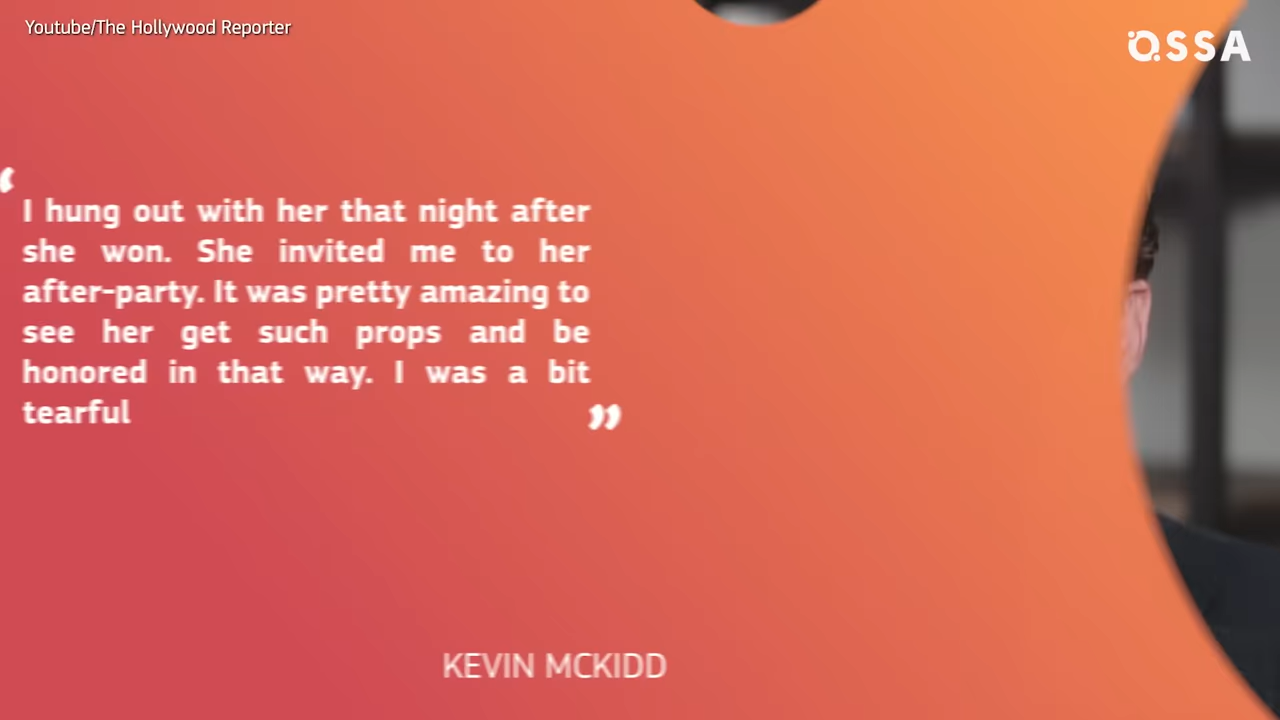 Youtube/The Hollywood Reporter
OSSA
‘
I hung out with her that night after
she won. She invited me to her
after-party. It was pretty amazing to
see her get such props and be
honored in that way. I was a bit
tearful
”
KEVIN MCKIDD